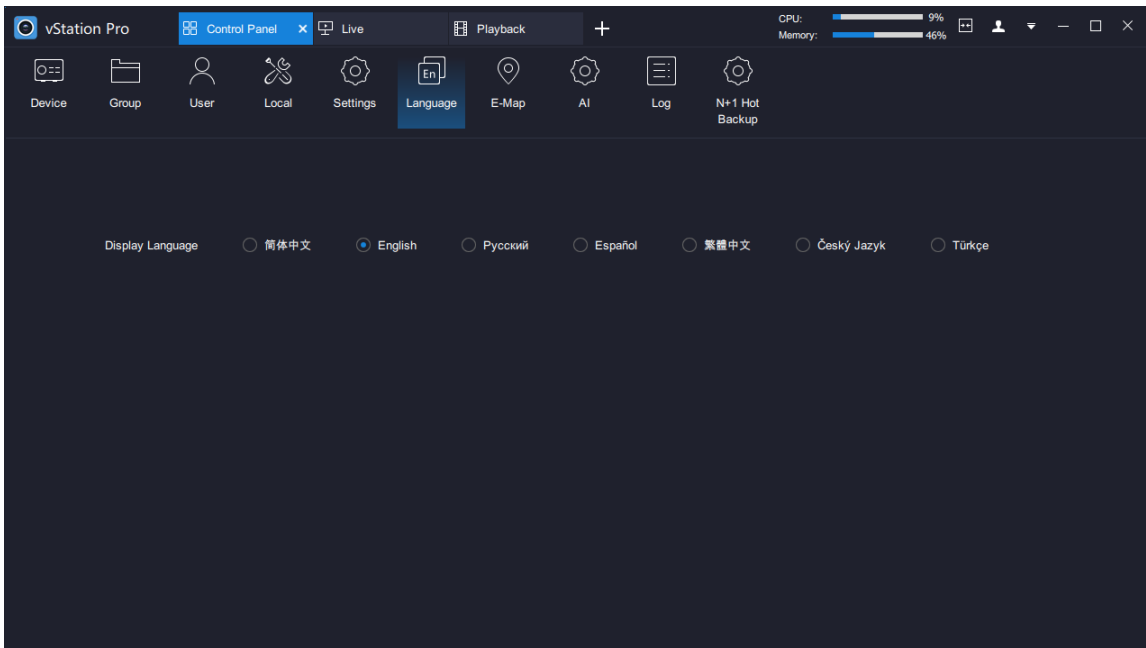 vStation Pro
Control Panel
Live
Playback
CPU: 9%
Memory: 46%
Device
Group
User
Local
Settings
En
Language
E-Map
AI
Log
N+1 Hot
Backup
Display Language 简体中文 English Русский Español 繁體中文 Český Jazyk Türkçe